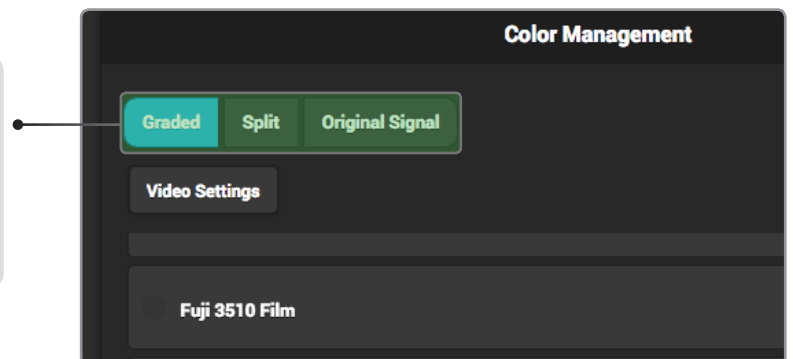 Color Management
Graded Split Original Signal
Video Settings
Fuji 3510 Film